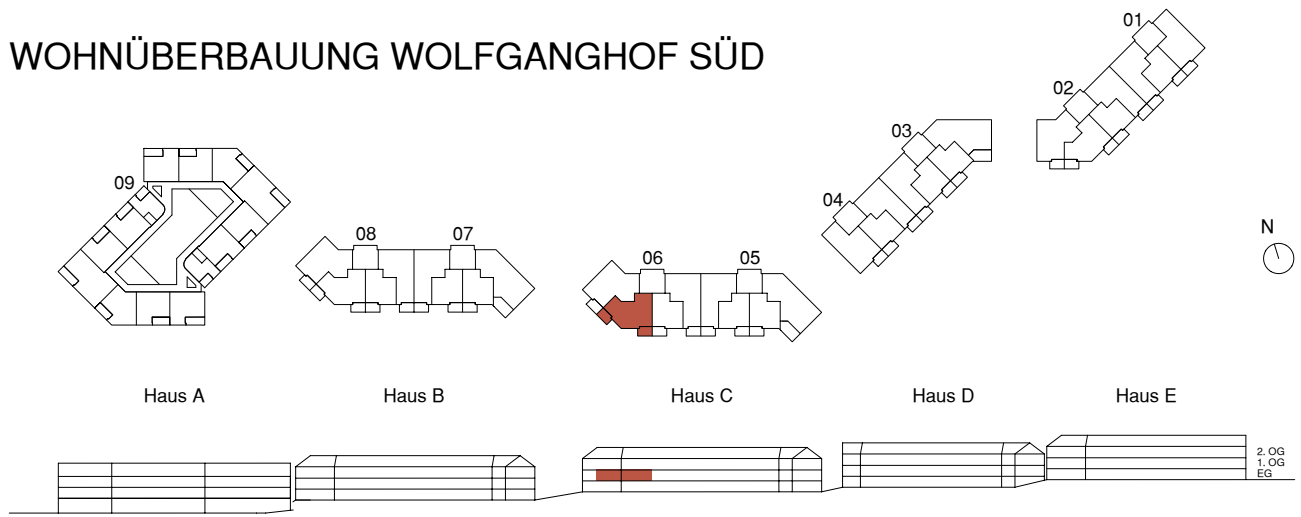 WOHNÜBERBAUUNG WOLFGANGHOF SÜD
01
02
03
04
09
08
07
06
05
N
Haus A
Haus B
Haus C
Haus D
Haus E
2. OG
1. OG
EG